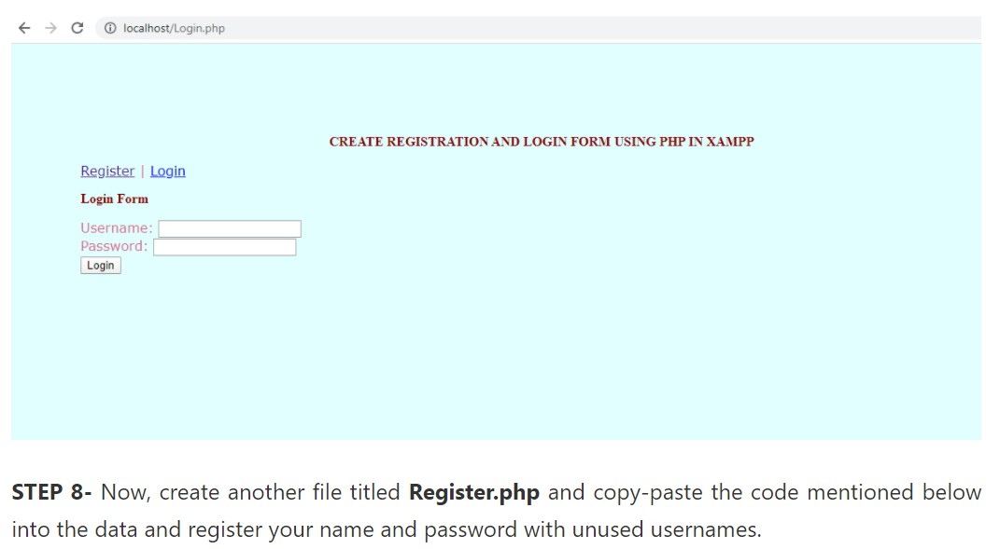 localhost/Login.php
CREATE REGISTRATION AND LOGIN FORM USING PHP IN XAMPP
Register | Login
Login Form
Username:
Password:
Login
STEP 8- Now, create another file titled Register.php and copy-paste the code mentioned below
into the data and register your name and password with unused usernames.